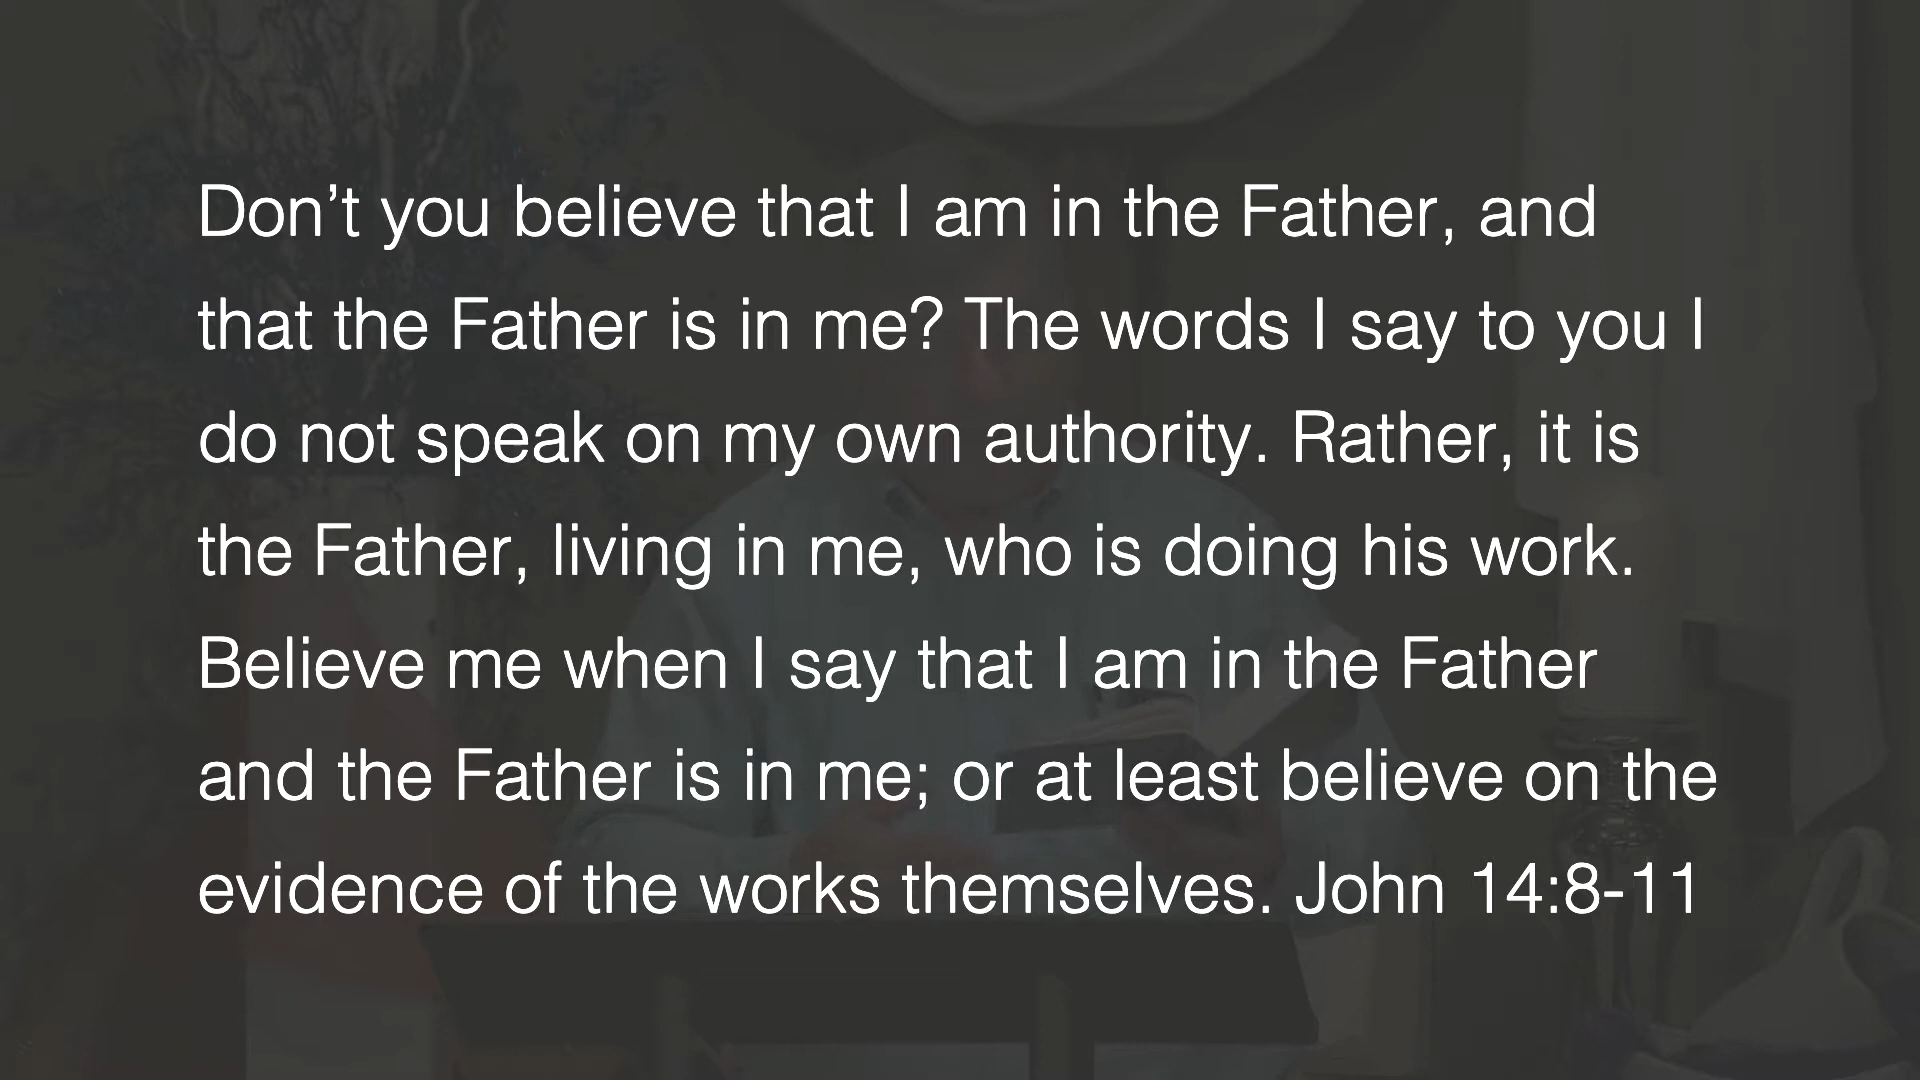 Don’t you believe that I am in the Father, and
that the Father is in me? The words I say to you I
do not speak on my own authority. Rather, it is
the Father, living in me, who is doing his work.
Believe me when I say that I am in the Father
and the Father is in me; or at least believe on the
evidence of the works themselves. John 14:8-11